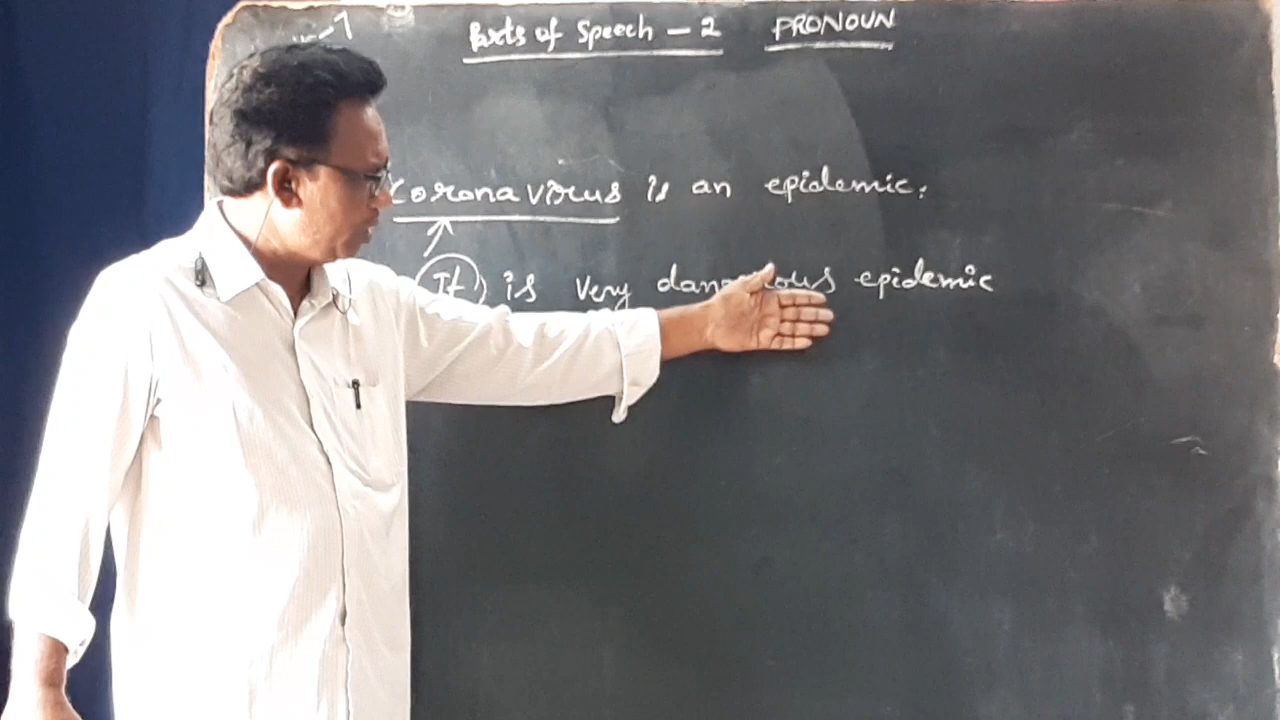 Parts of Speech - 2 PRONOUN
Coronavirus is an epidemic.
It is very dangerous epidemic